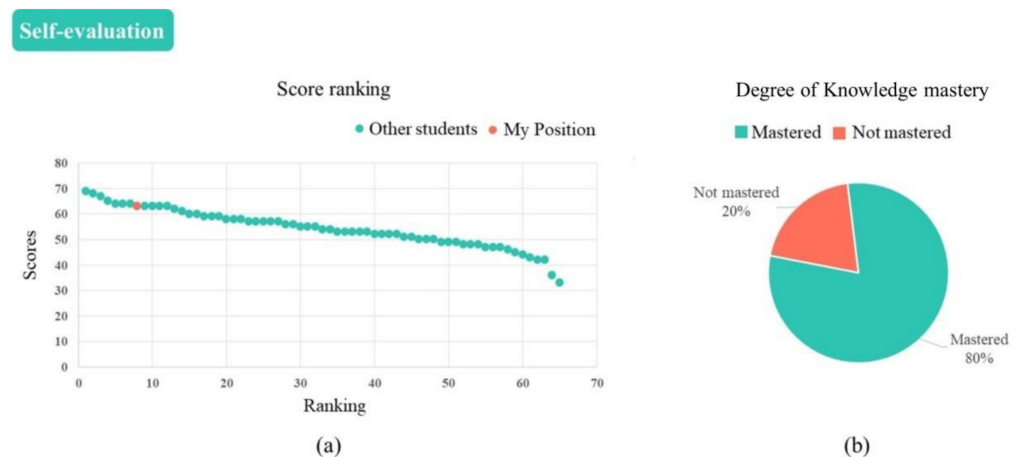 Self-evaluation
Score ranking
Other students My Position
80
70
60
50
40
30
20
10
0
Scores
0 10 20 30 40 50 60 70
Ranking
(a)
Degree of Knowledge mastery
Mastered Not mastered
Not mastered
20%
Mastered
80%
(b)